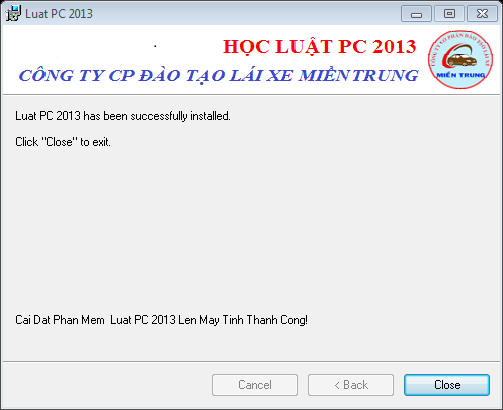 Luat PC 2013
HỌC LUẬT PC 2013
CÔNG TY CP ĐÀO TẠO LÁI XE MIỀN TRUNG
MIỀN TRUNG
Luat PC 2013 has been successfully installed.
Click "Close" to exit.
Cai Dat Phan Mem Luat PC 2013 Len May Tinh Thanh Cong!
Cancel
< Back
Close